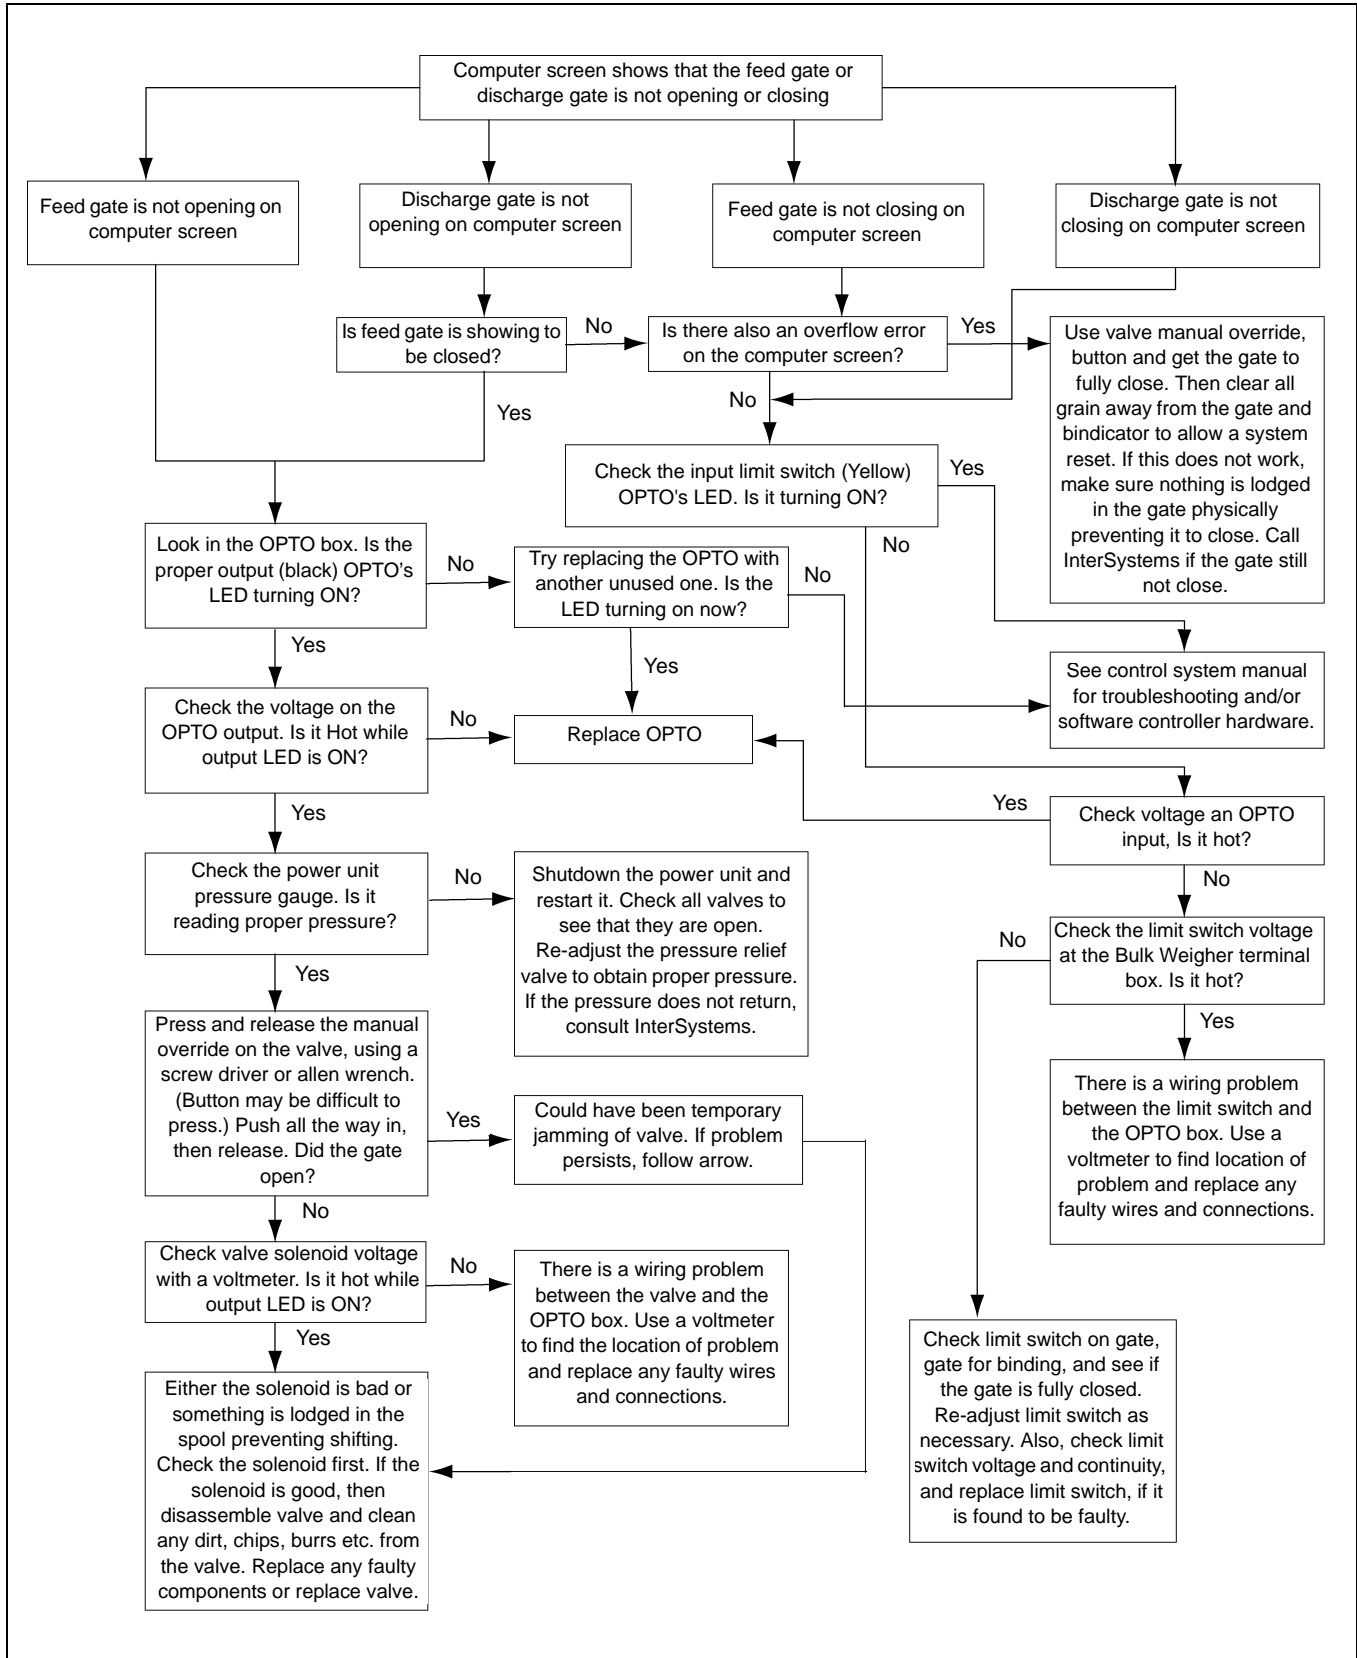 Computer screen shows that the feed gate or
discharge gate is not opening or closing
Feed gate is not opening on
computer screen
Discharge gate is not
opening on computer screen
Feed gate is not closing on
computer screen
Discharge gate is not
closing on computer screen
Is feed gate is showing to
be closed?
No
Is there also an overflow error
on the computer screen?
Yes
Use valve manual override,
button and get the gate to
fully close. Then clear all
grain away from the gate and
bindicator to allow a system
reset. If this does not work,
make sure nothing is lodged
in the gate physically
preventing it to close. Call
InterSystems if the gate still
not close.
Yes
No
Check the input limit switch (Yellow)
OPTO's LED. Is it turning ON?
Yes
No
Look in the OPTO box. Is the
proper output (black) OPTO's
LED turning ON?
No
Try replacing the OPTO with
another unused one. Is the
LED turning on now?
No
Yes
Yes
See control system manual
for troubleshooting and/or
software controller hardware.
Check the voltage on the
OPTO output. Is it Hot while
output LED is ON?
No
Replace OPTO
Yes
Yes
Check voltage an OPTO
input, Is it hot?
No
Check the power unit
pressure gauge. Is it
reading proper pressure?
No
Shutdown the power unit and
restart it. Check all valves to
see that they are open.
Re-adjust the pressure relief
valve to obtain proper pressure.
If the pressure does not return,
consult InterSystems.
No
Check the limit switch voltage
at the Bulk Weigher terminal
box. Is it hot?
Yes
Yes
Press and release the manual
override on the valve, using a
screw driver or allen wrench.
(Button may be difficult to
press.) Push all the way in,
then release. Did the gate
open?
Yes
Could have been temporary
jamming of valve. If problem
persists, follow arrow.
There is a wiring problem
between the limit switch and
the OPTO box. Use a
voltmeter to find location of
problem and replace any
faulty wires and connections.
No
Check valve solenoid voltage
with a voltmeter. Is it hot while
output LED is ON?
No
There is a wiring problem
between the valve and the
OPTO box. Use a voltmeter
to find the location of problem
and replace any faulty wires
and connections.
Yes
Check limit switch on gate,
gate for binding, and see if
the gate is fully closed.
Re-adjust limit switch as
necessary. Also, check limit
switch voltage and continuity,
and replace limit switch, if it
is found to be faulty.
Either the solenoid is bad or
something is lodged in the
spool preventing shifting.
Check the solenoid first. If the
solenoid is good, then
disassemble valve and clean
any dirt, chips, burrs etc. from
the valve. Replace any faulty
components or replace valve.